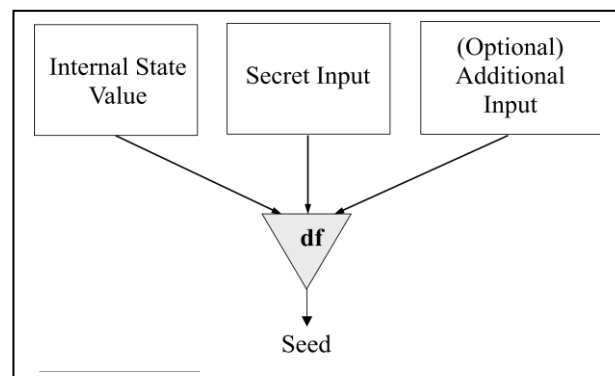 Internal State
Value
Secret Input
(Optional)
Additional
Input
df
Seed